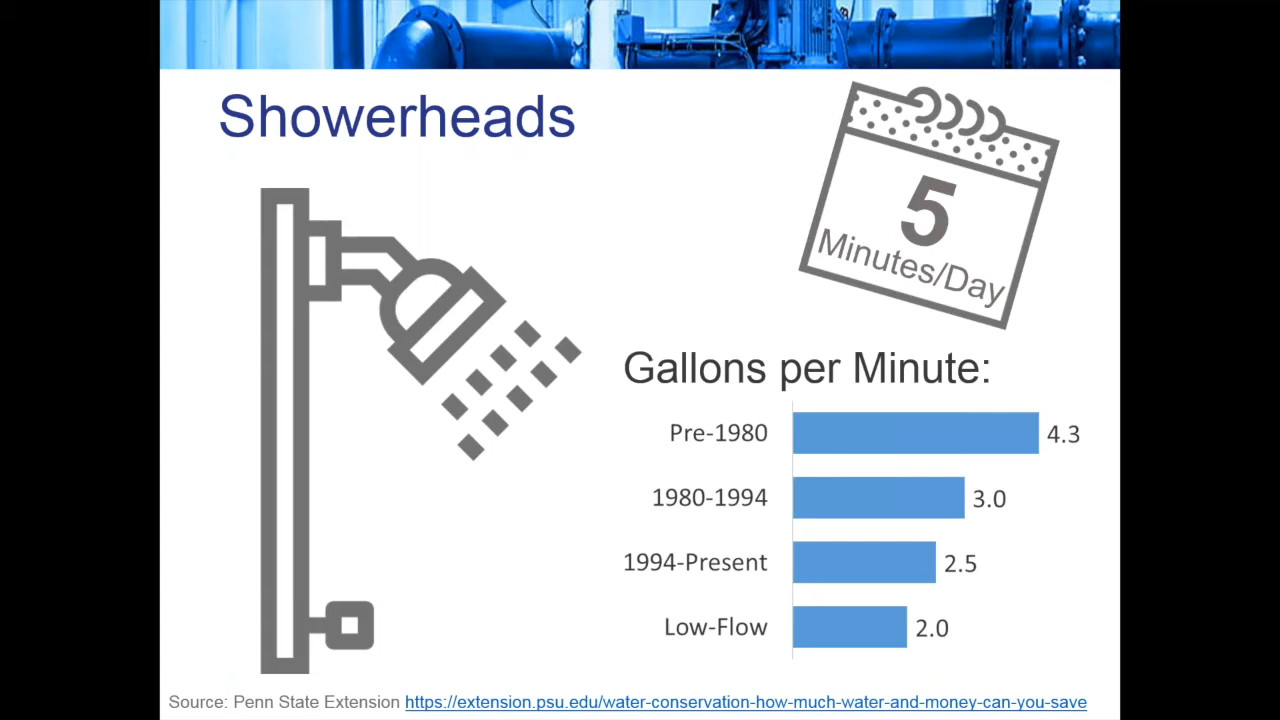 Showerheads
5
Minutes/Day
Gallons per Minute:
Pre-1980 4.3
1980-1994 3.0
1994-Present 2.5
Low-Flow 2.0
Source: Penn State Extension https://extension.psu.edu/water-conservation-how-much-water-and-money-can-you-save